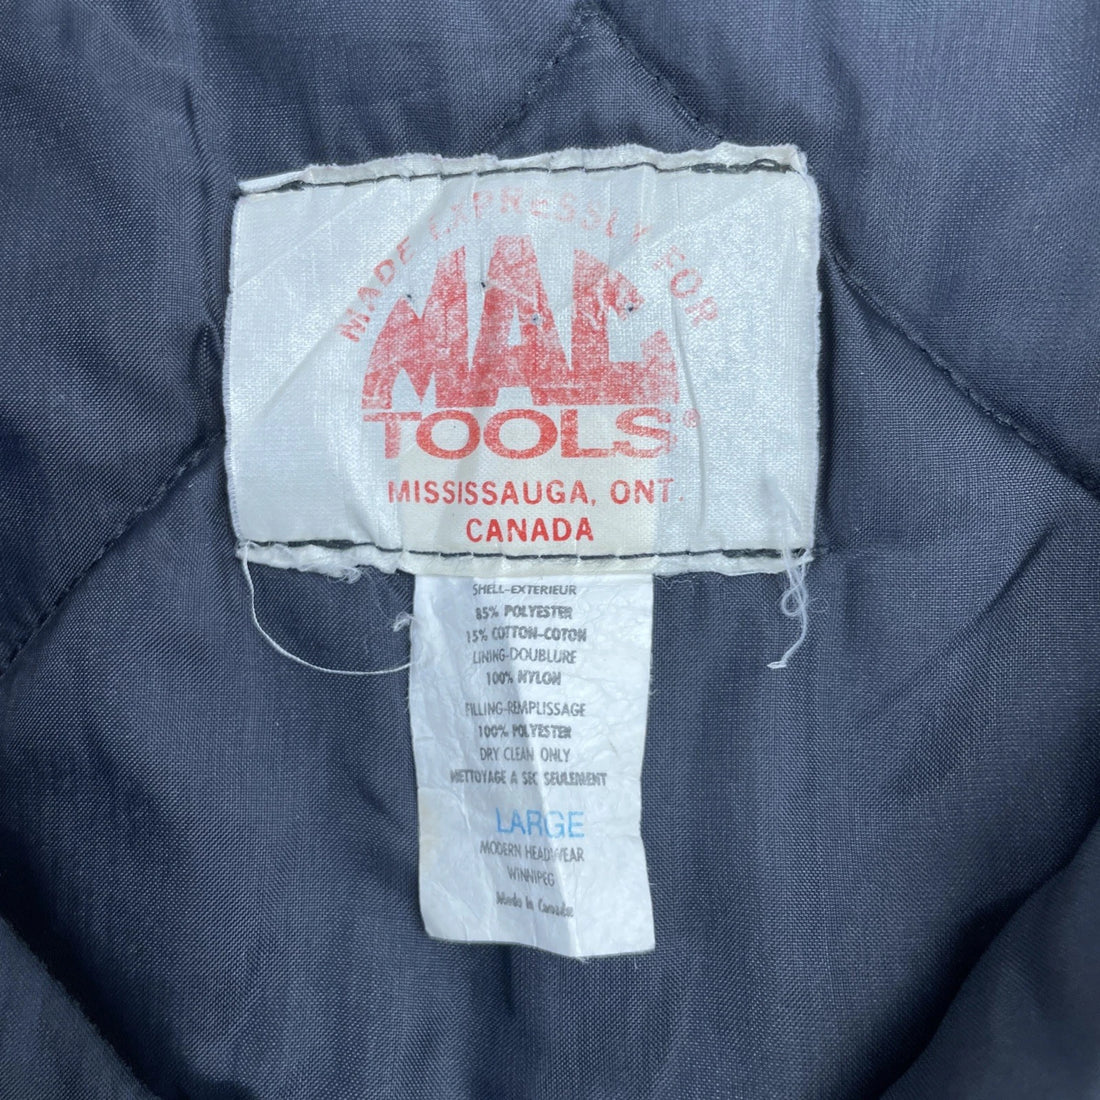 MADE EXPRESSLY FOR
MAC
TOOLS®
MISSISSAUGA, ONT.
CANADA
SHELL-EXTERIEUR
85% POLYESTER
15% COTTON-COTON
LINING-DOUBLURE
100% NYLON
FILLING-REMPLISSAGE
100% POLYESTER
DRY CLEAN ONLY
NETTOYAGE A SEC SEULEMENT
LARGE
MODERN HEADWEAR
WINNIPEG
Made In Canada